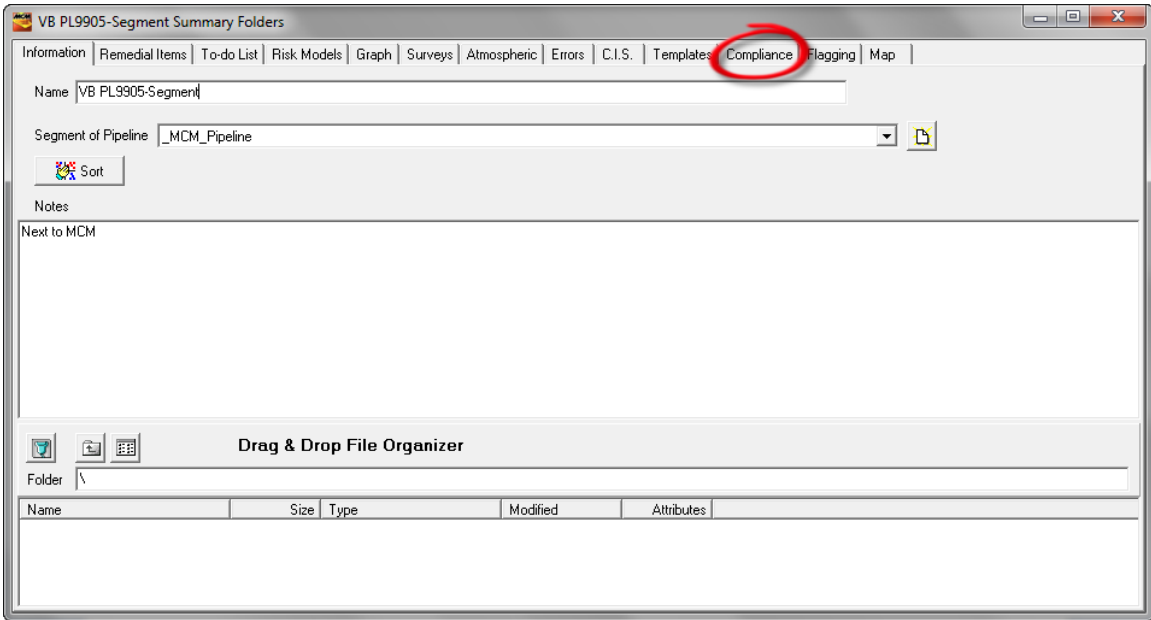 VB PL9905-Segment Summary Folders
Information Remedial Items To-do List Risk Models Graph Surveys Atmospheric Errors C.I.S. Templates Compliance Flagging Map
Name VB PL9905-Segment
Segment of Pipeline _MCM_Pipeline
Sort
Notes
Next to MCM
Drag & Drop File Organizer
Folder \
Name Size Type Modified Attributes